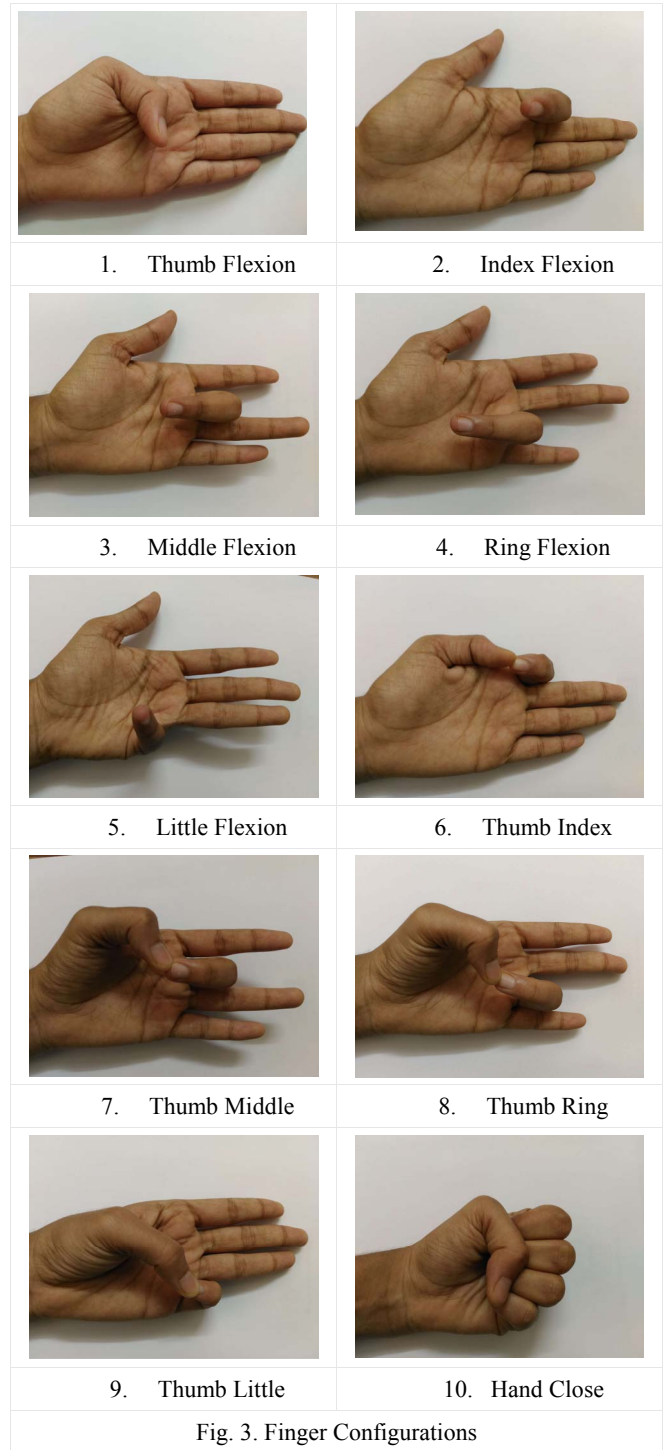 1. Thumb Flexion
2. Index Flexion
3. Middle Flexion
4. Ring Flexion
5. Little Flexion
6. Thumb Index
7. Thumb Middle
8. Thumb Ring
9. Thumb Little
10. Hand Close
Fig. 3. Finger Configurations